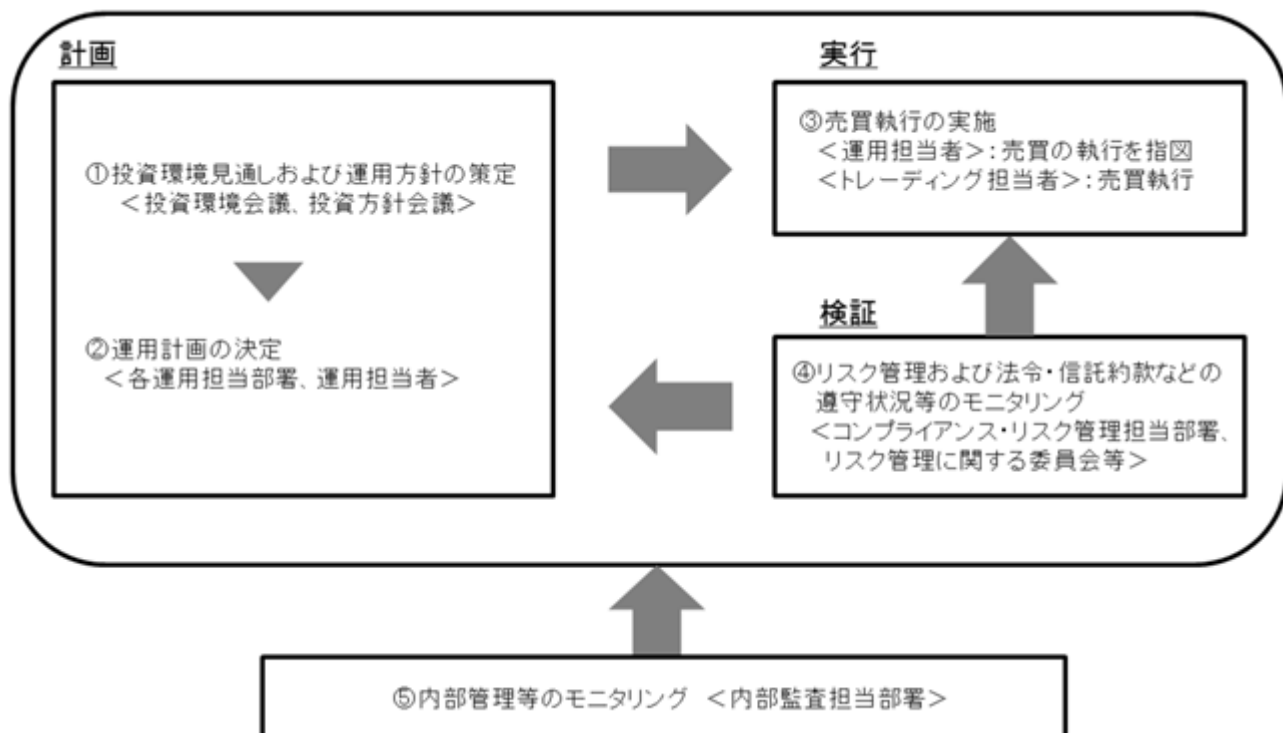 計画
①投資環境見通しおよび運用方針の策定
＜投資環境会議、投資方針会議＞
②運用計画の決定
＜各運用担当部署、運用担当者＞
実行
③売買執行の実施
＜運用担当者＞：売買の執行を指図
＜トレーディング担当者＞：売買執行
検証
④リスク管理および法令・信託約款などの
遵守状況等のモニタリング
＜コンプライアンス・リスク管理担当部署、
リスク管理に関する委員会等＞
⑤内部管理等のモニタリング ＜内部監査担当部署＞